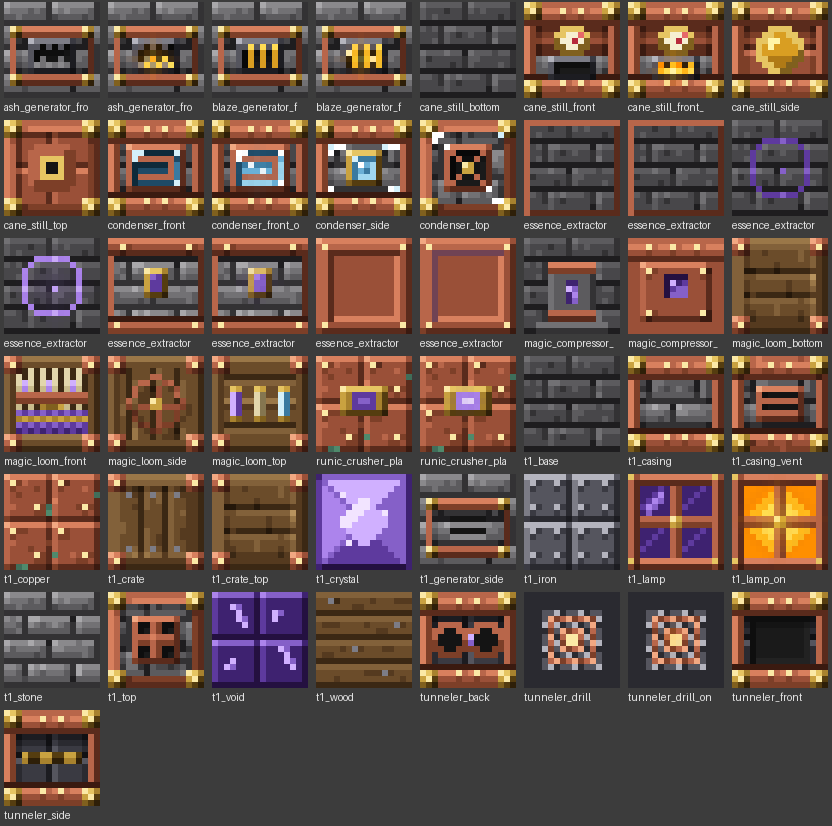 ash_generator_fro ash_generator_fro blaze_generator_f blaze_generator_f cane_still_bottom cane_still_front cane_still_front_ cane_still_side
cane_still_top condenser_front condenser_front_o condenser_side condenser_top essence_extractor essence_extractor essence_extractor
essence_extractor essence_extractor essence_extractor essence_extractor essence_extractor magic_compressor_ magic_compressor_ magic_loom_bottom
magic_loom_front magic_loom_side magic_loom_top runic_crusher_pla runic_crusher_pla t1_base t1_casing t1_casing_vent
t1_copper t1_crate t1_crate_top t1_crystal t1_generator_side t1_iron t1_lamp t1_lamp_on
t1_stone t1_top t1_void t1_wood tunneler_back tunneler_drill tunneler_drill_on tunneler_front
tunneler_side